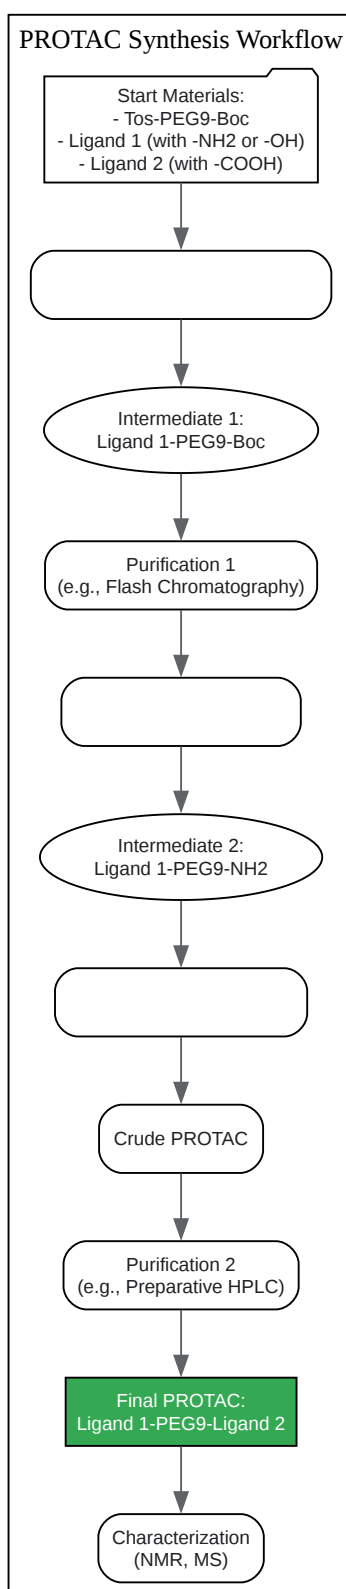 PROTAC Synthesis Workflow
Start Materials:
- Tos-PEG9-Boc
- Ligand 1 (with -NH2 or -OH)
- Ligand 2 (with -COOH)
Intermediate 1:
Ligand 1-PEG9-Boc
Purification 1
(e.g., Flash Chromatography)
Intermediate 2:
Ligand 1-PEG9-NH2
Crude PROTAC
Purification 2
(e.g., Preparative HPLC)
Final PROTAC:
Ligand 1-PEG9-Ligand 2
Characterization
(NMR, MS)